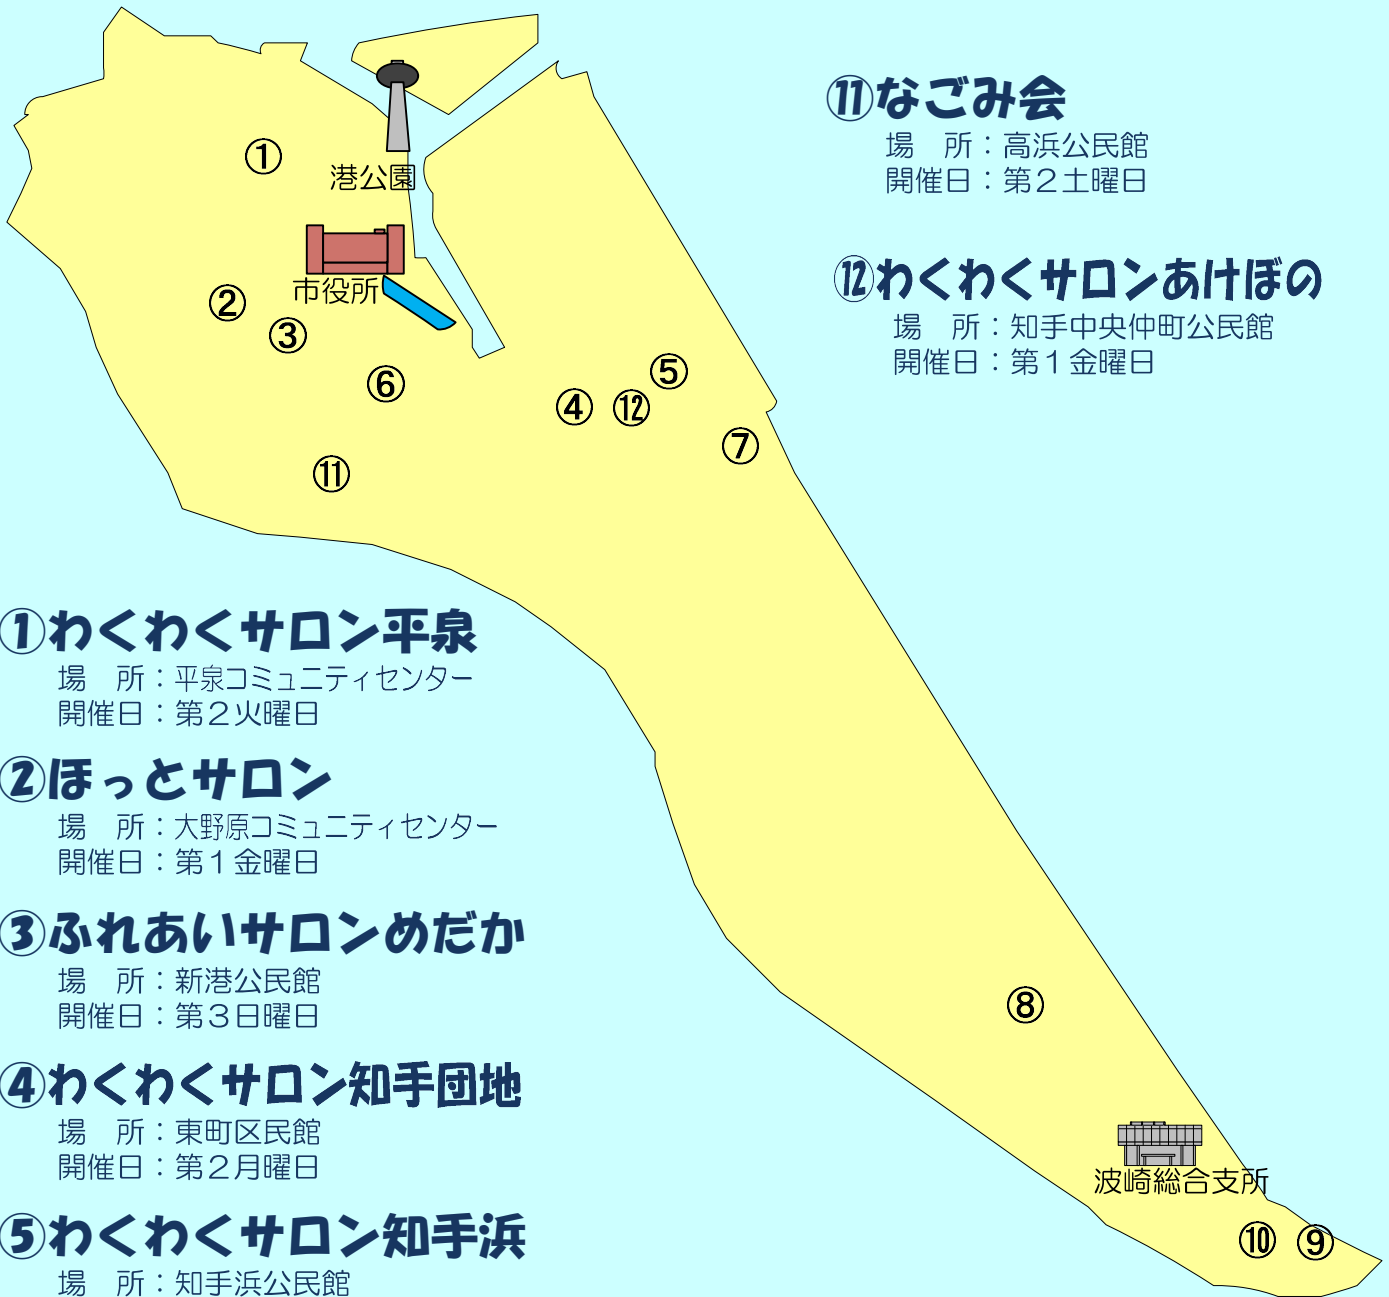 ①
港公園
市役所
②
③
⑥
⑤
④
⑫
⑦
⑪
⑧
波崎総合支所
⑩
⑨
⑪なごみ会
場　所：高浜公民館
開催日：第２土曜日
⑫わくわくサロンあけぼの
場　所：知手中央仲町公民館
開催日：第１金曜日
①わくわくサロン平泉
場　所：平泉コミュニティセンター
開催日：第２火曜日
②ほっとサロン
場　所：大野原コミュニティセンター
開催日：第１金曜日
③ふれあいサロンめだか
場　所：新港公民館
開催日：第３日曜日
④わくわくサロン知手団地
場　所：東町区民館
開催日：第２月曜日
⑤わくわくサロン知手浜
場　所：知手浜公民館